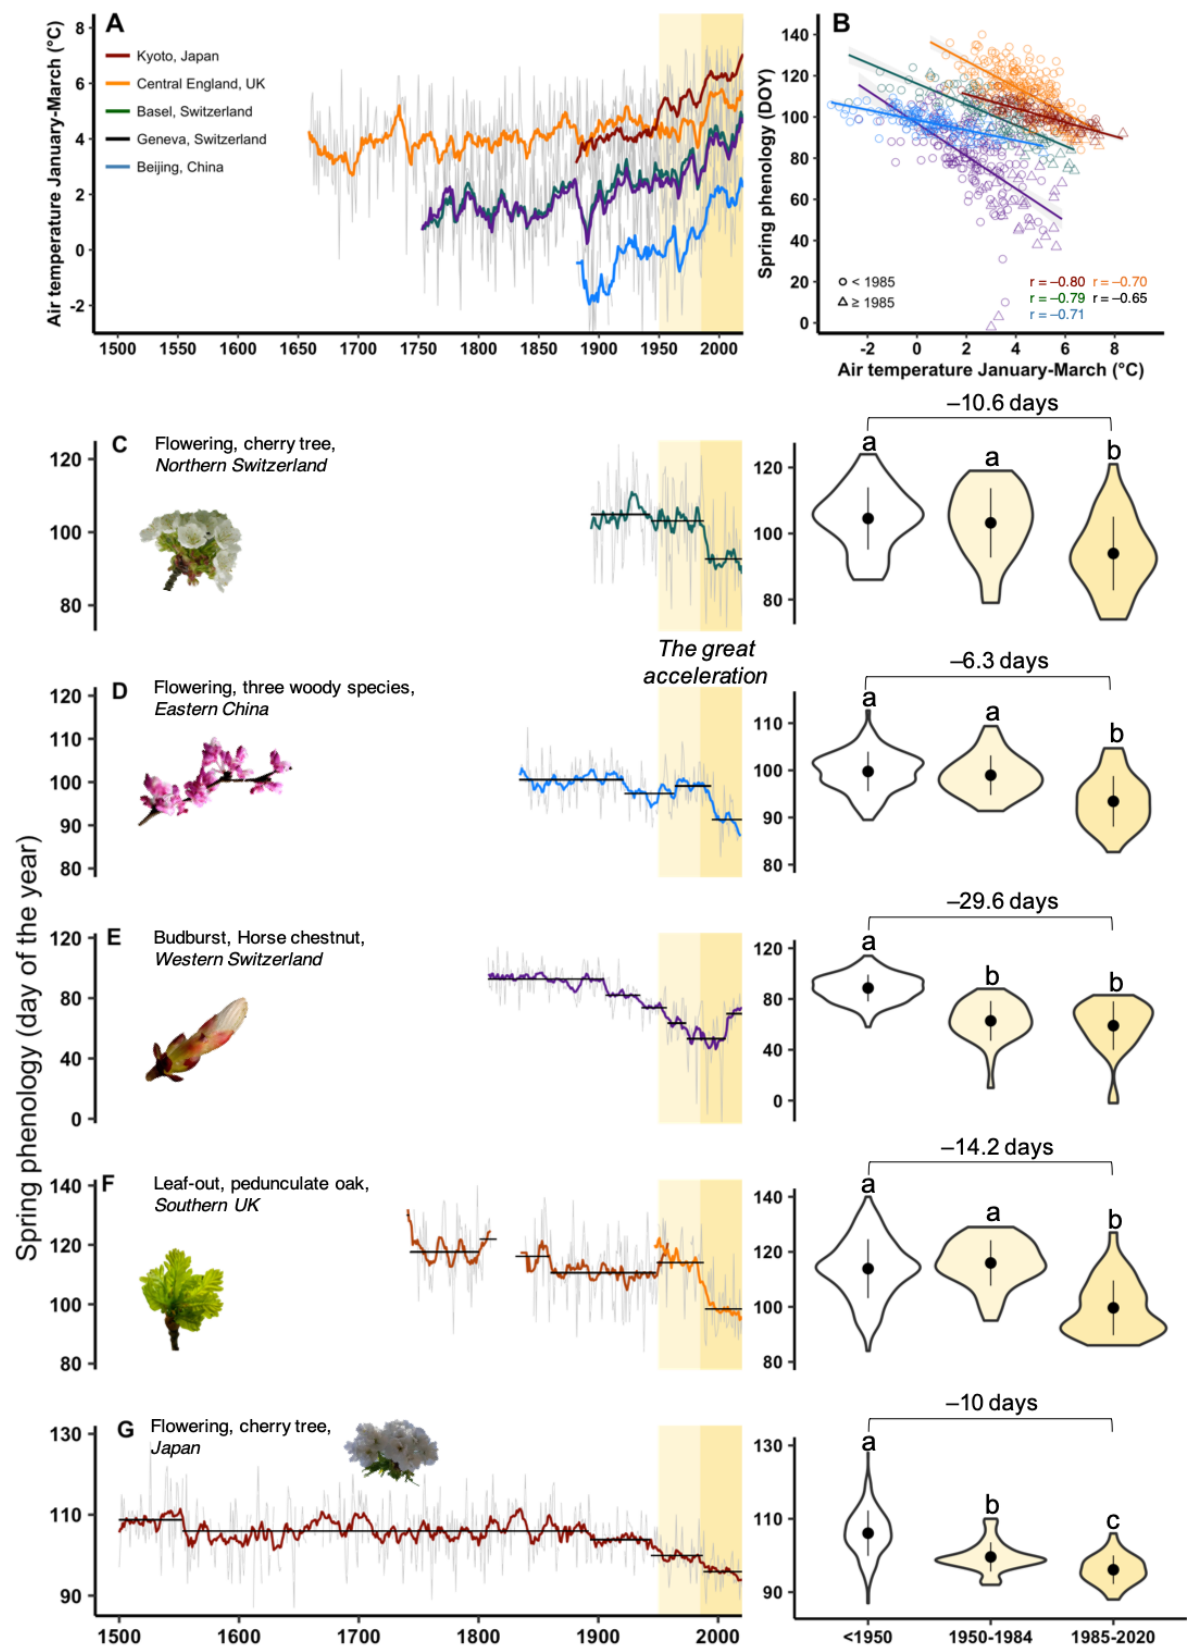 A
B
Air temperature January-March (°C)
8
6
4
2
0
-2
Kyoto, Japan
Central England, UK
Basel, Switzerland
Geneva, Switzerland
Beijing, China
1500 1550 1600 1650 1700 1750 1800 1850 1900 1950 2000
Spring phenology (DOY)
140
120
100
80
60
40
20
0
< 1985
≥ 1985
r = −0.80 r = −0.70
r = −0.79 r = −0.65
r = −0.71
-2 0 2 4 6 8
Air temperature January-March (°C)
Spring phenology (day of the year)
C
Flowering, cherry tree,
Northern Switzerland
120
100
80
−10.6 days
a a b
120
100
80
The great
acceleration
D
Flowering, three woody species,
Eastern China
120
110
100
90
80
−6.3 days
a a b
110
100
90
80
E
Budburst, Horse chestnut,
Western Switzerland
120
80
40
0
−29.6 days
a b b
120
80
40
0
F
Leaf-out, pedunculate oak,
Southern UK
140
120
100
80
−14.2 days
a a b
140
120
100
80
G
Flowering, cherry tree,
Japan
130
110
90
1500 1600 1700 1800 1900 2000
−10 days
a b c
130
110
90
<1950 1950-1984 1985-2020